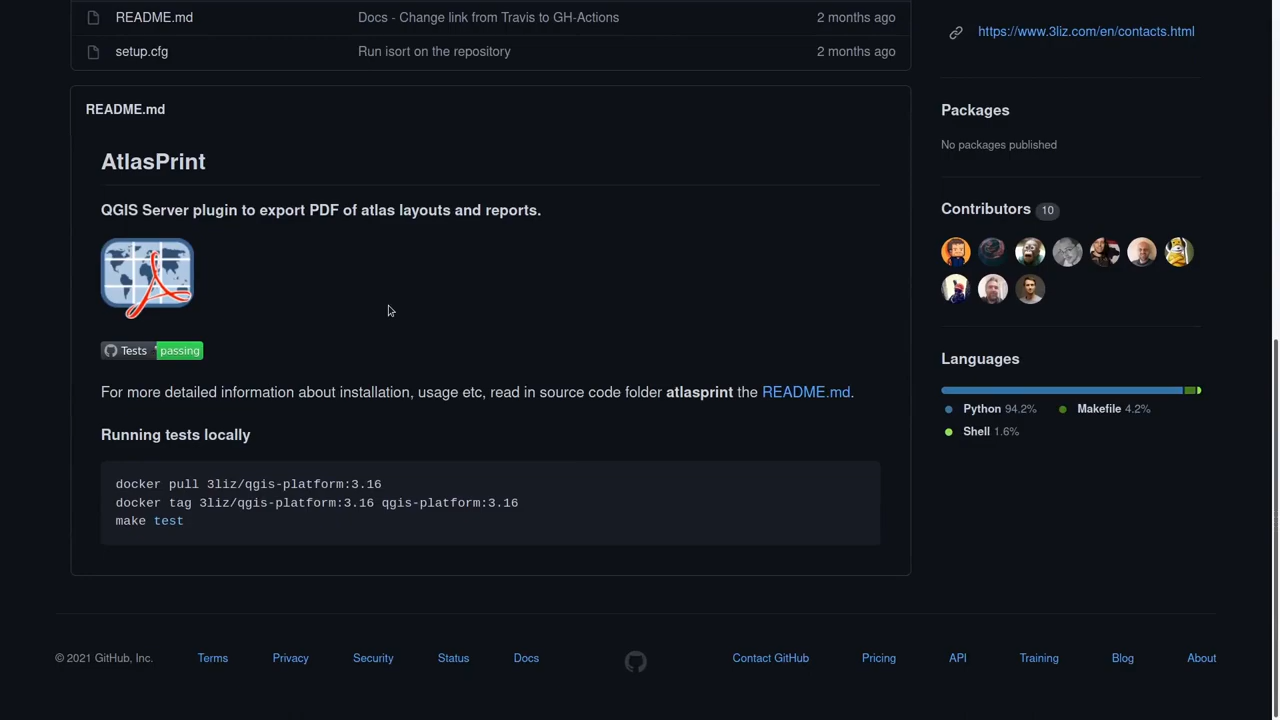 README.md Docs - Change link from Travis to GH-Actions 2 months ago
setup.cfg Run isort on the repository 2 months ago
README.md
AtlasPrint
QGIS Server plugin to export PDF of atlas layouts and reports.
Tests passing
For more detailed information about installation, usage etc, read in source code folder atlasprint the README.md.
Running tests locally
docker pull 3liz/qgis-platform:3.16
docker tag 3liz/qgis-platform:3.16 qgis-platform:3.16
make test
https://www.3liz.com/en/contacts.html
Packages
No packages published
Contributors 10
Languages
Python 94.2% Makefile 4.2%
Shell 1.6%
© 2021 GitHub, Inc. Terms Privacy Security Status Docs Contact GitHub Pricing API Training Blog About